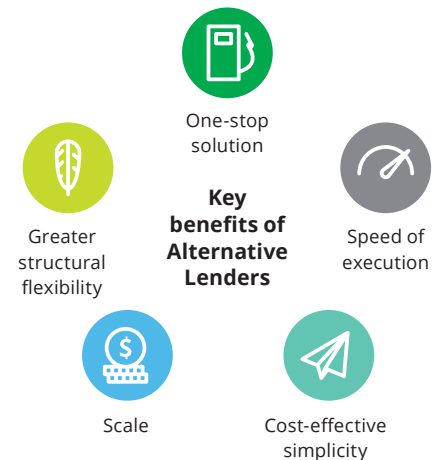 One-stop
solution
Key
benefits of
Alternative
Lenders
Greater
structural
flexibility
Speed of
execution
$
Scale
Cost-effective
simplicity